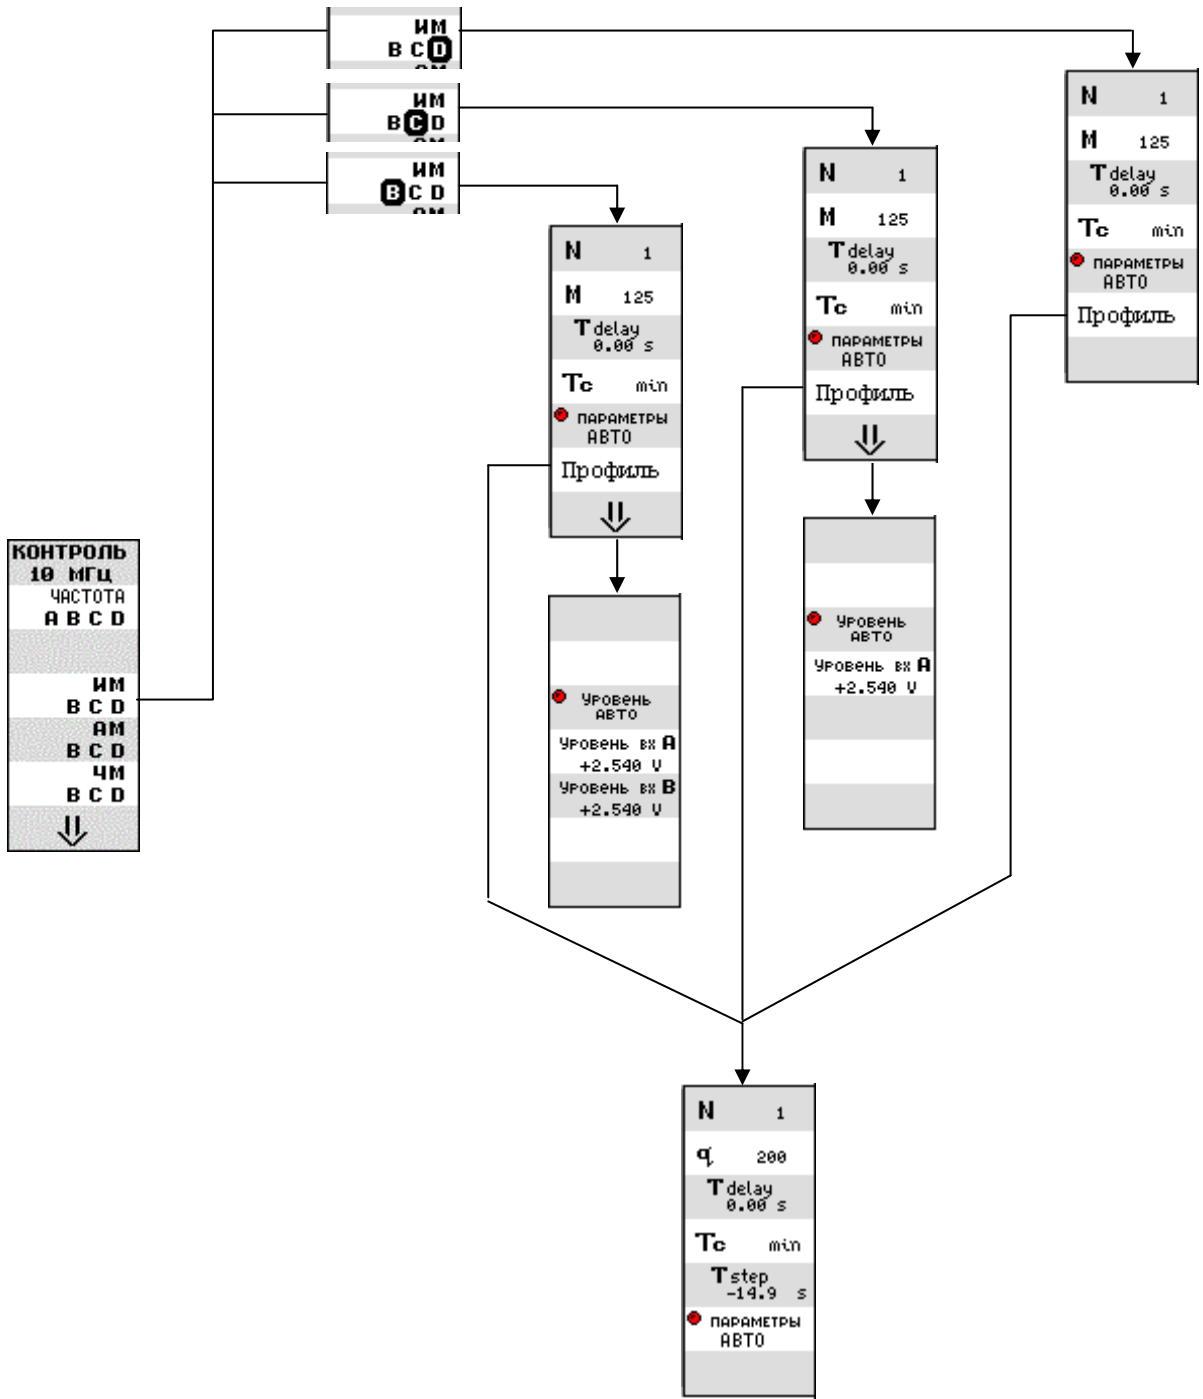 ИМ
B C D
ИМ
B C D
ИМ
B C D
N 1
M 125
T delay
0.00 s
Tc min
ПАРАМЕТРЫ
АВТО
Профиль
N 1
M 125
T delay
0.00 s
Tc min
ПАРАМЕТРЫ
АВТО
Профиль
N 1
M 125
T delay
0.00 s
Tc min
ПАРАМЕТРЫ
АВТО
Профиль
КОНТРОЛЬ
10 МГц
ЧАСТОТА
A B C D
ИМ
B C D
АМ
B C D
ЧМ
B C D
Уровень
АВТО
Уровень вх A
+2.540 V
Уровень вх B
+2.540 V
Уровень
АВТО
Уровень вх A
+2.540 V
N 1
q 200
T delay
0.00 s
Tc min
T step
-14.9 s
ПАРАМЕТРЫ
АВТО